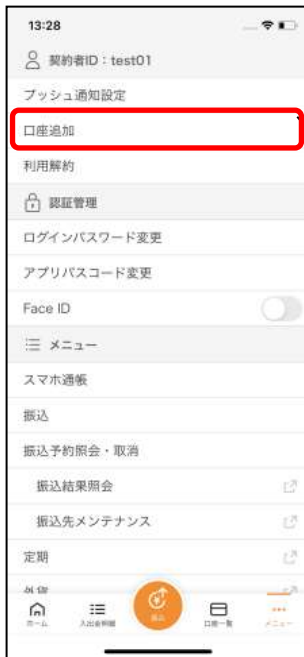 13:28
契約者ID：test01
プッシュ通知設定
口座追加
利用解約
認証管理
ログインパスワード変更
アプリパスコード変更
Face ID
メニュー
スマホ通帳
振込
振込予約照会・取消
振込結果照会
振込先メンテナンス
定期
外貨
ホーム
入出金明細
振込
口座一覧
メニュー